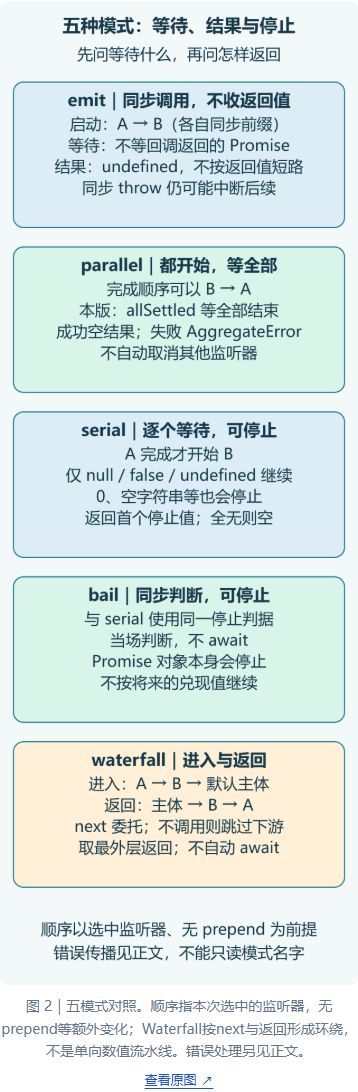 五种模式：等待、结果与停止
先问等待什么，再问怎样返回
emit｜同步调用，不收返回值
启动：A → B（各自同步前缀）
等待：不等回调返回的 Promise
结果：undefined，不按返回值短路
同步 throw 仍可能中断后续
parallel｜都开始，等全部
完成顺序可以 B → A
本版：allSettled 等全部结束
成功空结果；失败 AggregateError
不自动取消其他监听器
serial｜逐个等待，可停止
A 完成才开始 B
仅 null / false / undefined 继续
0、空字符串等也会停止
返回首个停止值；全无则空
bail｜同步判断，可停止
与 serial 使用同一停止判据
当场判断，不 await
Promise 对象本身会停止
不按将来的兑现值继续
waterfall｜进入与返回
进入：A → B → 默认主体
返回：主体 → B → A
next 委托；不调用则跳过下游
取最外层返回；不自动 await
顺序以选中监听器、无 prepend 为前提
错误传播见正文，不能只读模式名字
图 2｜五模式对照。顺序指本次选中的监听器，无
prepend等额外变化；Waterfall按next与返回形成环绕，
不是单向数值流水线。错误处理另见正文。
查看原图 ↗